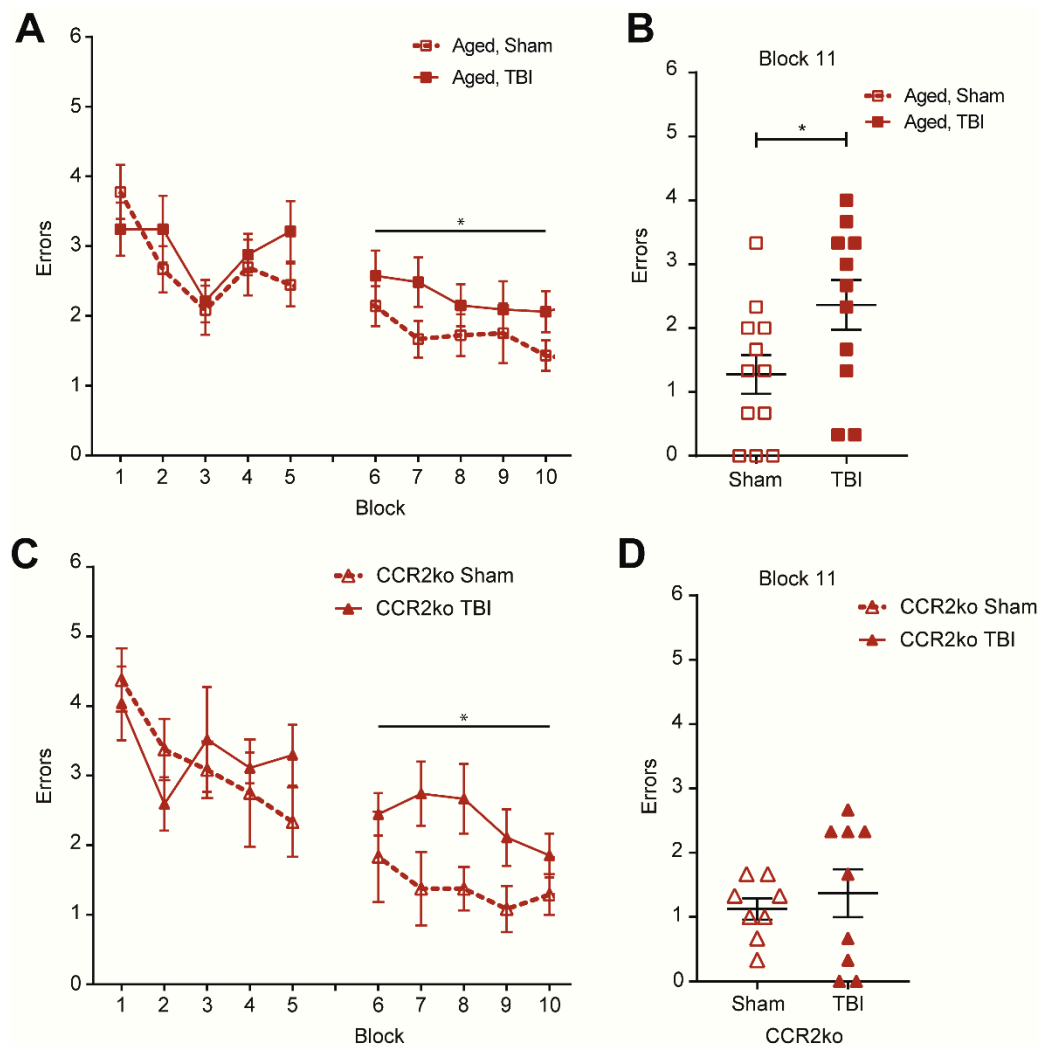 A
Aged, Sham
Aged, TBI
6
5
4
3
2
1
0
Errors
*
1 2 3 4 5 6 7 8 9 10
Block
B
Block 11
Aged, Sham
Aged, TBI
6
5
4
3
2
1
0
Errors
*
Sham TBI
C
CCR2ko Sham
CCR2ko TBI
6
5
4
3
2
1
0
Errors
*
1 2 3 4 5 6 7 8 9 10
Block
D
Block 11
CCR2ko Sham
CCR2ko TBI
6
5
4
3
2
1
0
Errors
Sham TBI
CCR2ko